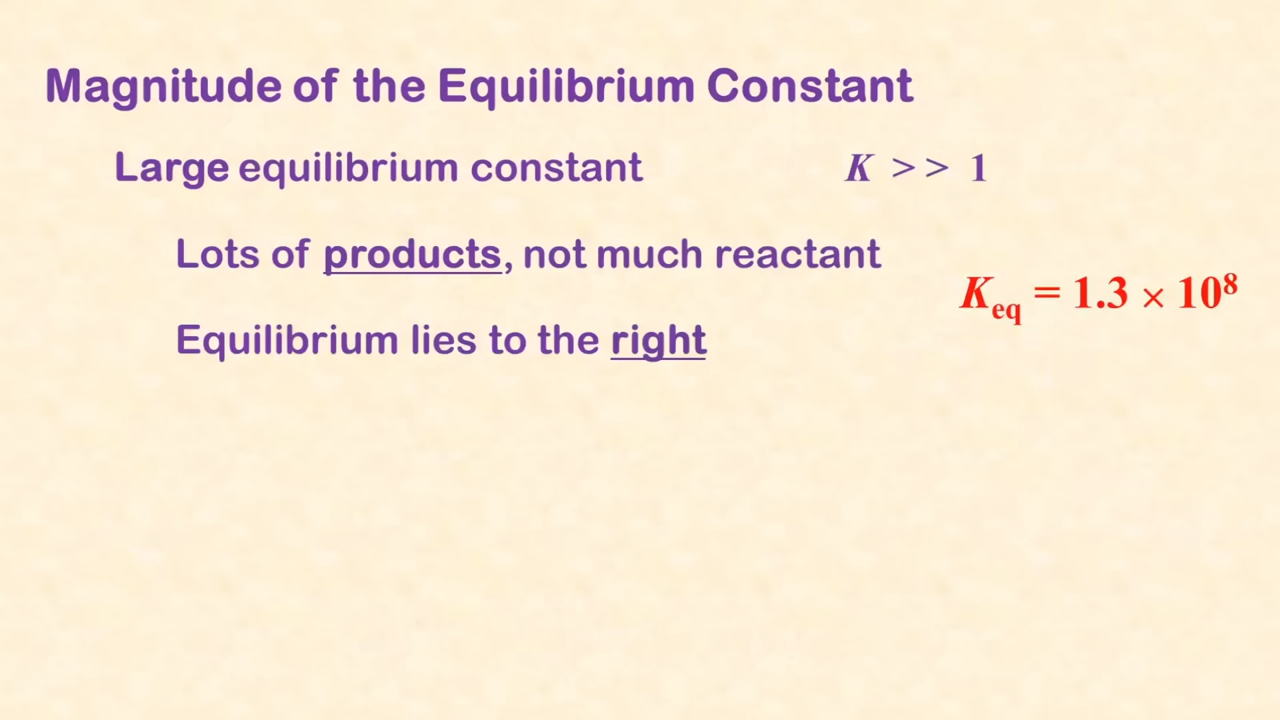 Magnitude of the Equilibrium Constant
Large equilibrium constant K >> 1
Lots of products, not much reactant
K_eq = 1.3 × 10⁸
Equilibrium lies to the right